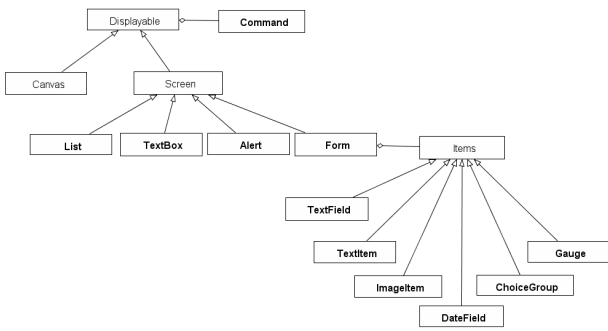 Displayable
Command
Canvas
Screen
List
TextBox
Alert
Form
Items
TextField
TextItem
Gauge
ImageItem
ChoiceGroup
DateField